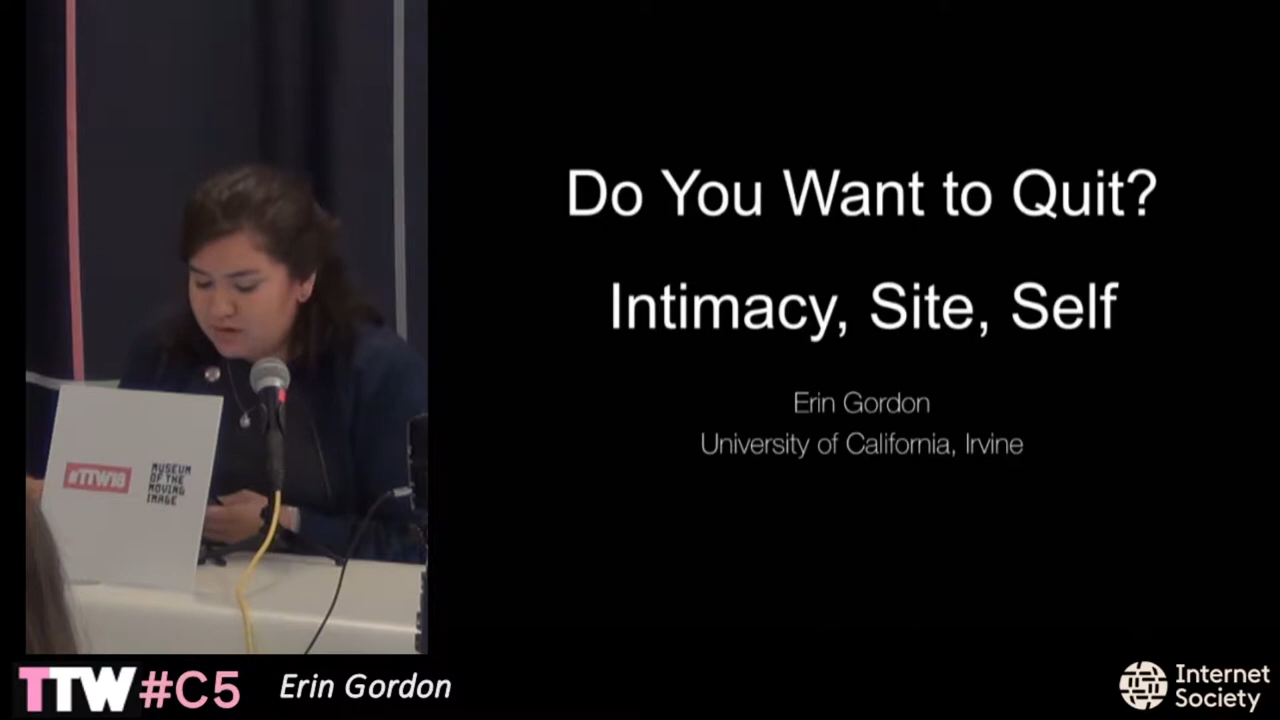 Do You Want to Quit?
Intimacy, Site, Self
Erin Gordon
University of California, Irvine
#TTW18
MUSEUM
OF THE
MOVING
IMAGE
TTW #C5
Erin Gordon
Internet
Society